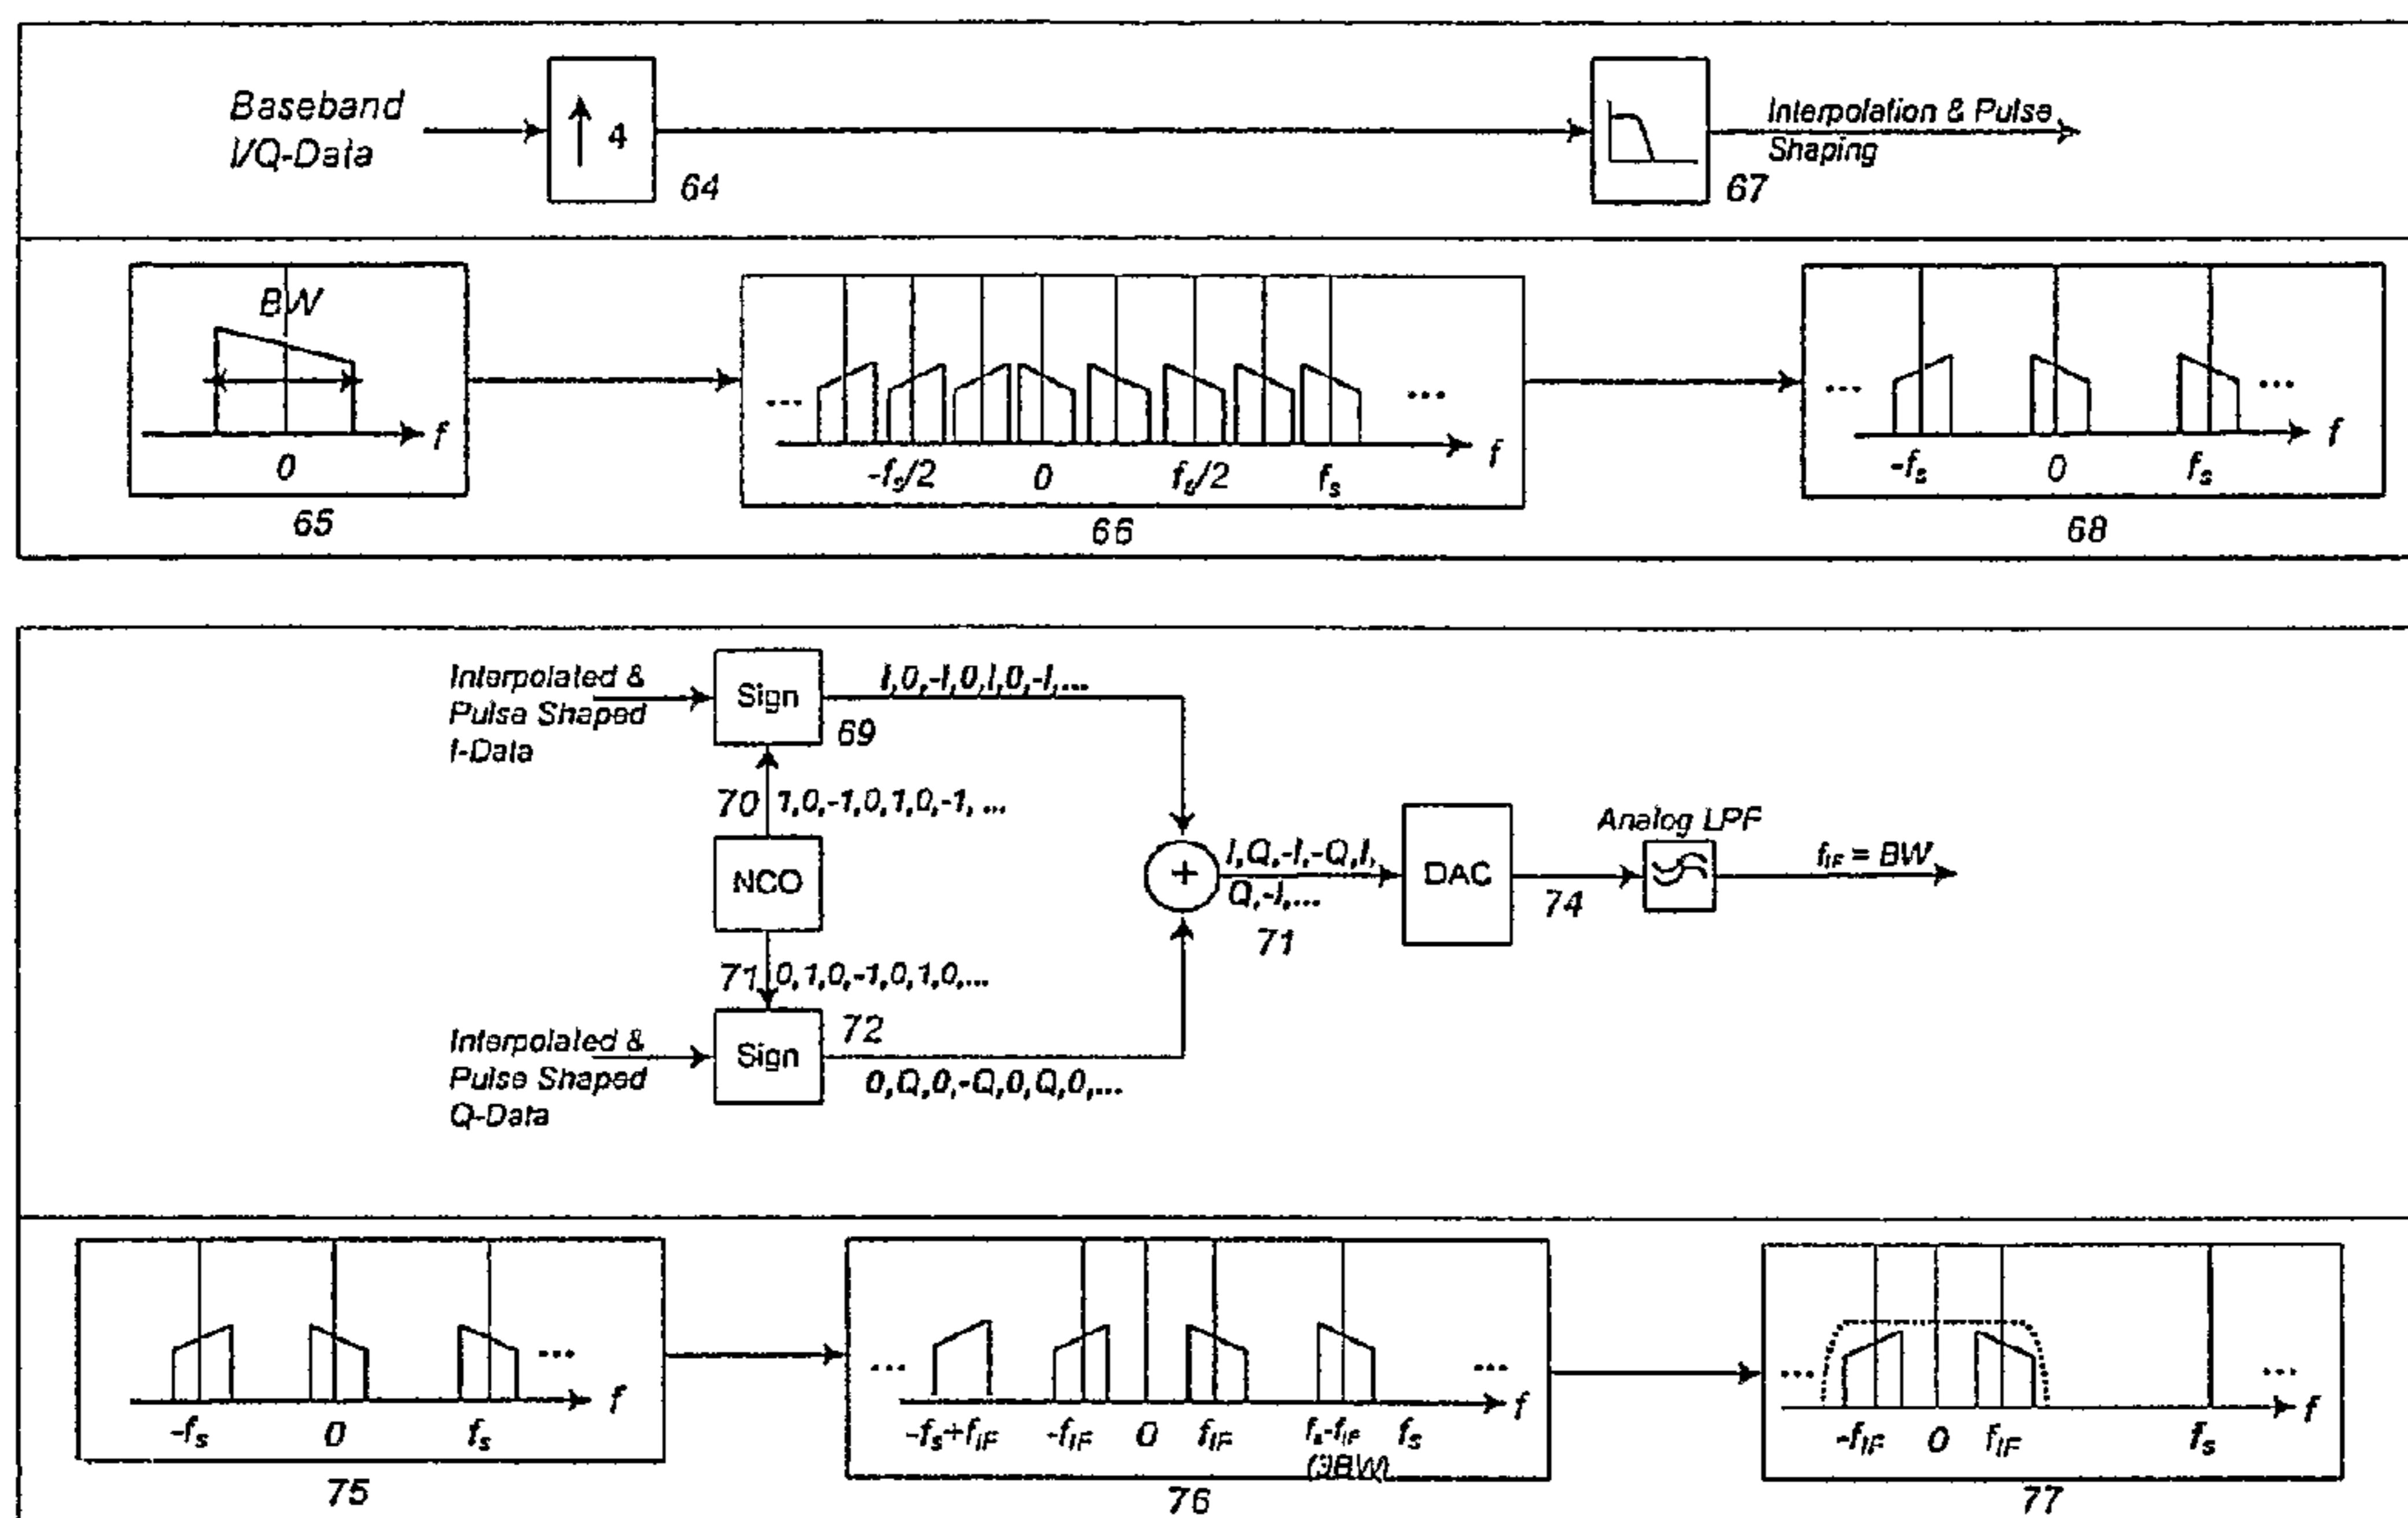 Baseband
I/Q-Data
4
64
67
Interpolation & Pulse
Shaping
BW
f
0
65
...
...
-fs/2
0
fs/2
fs
f
66
...
...
-fs
0
fs
f
68
Interpolated &
Pulse Shaped
I-Data
Sign
69
I,0,-I,0,I,0,-I,...
70
1,0,-1,0,1,0,-1, ...
NCO
71
0,1,0,-1,0,1,0,...
Interpolated &
Pulse Shaped
Q-Data
Sign
72
0,Q,0,-Q,0,Q,0,...
+
I,Q,-I,-Q,I,
Q,-I,...
71
DAC
74
Analog LPF
fIF = BW
...
-fs
0
fs
f
75
...
...
-fs+fIF
-fIF
0
fIF
fs-fIF
(3BW)
fs
f
76
...
...
-fIF
0
fIF
fs
f
77